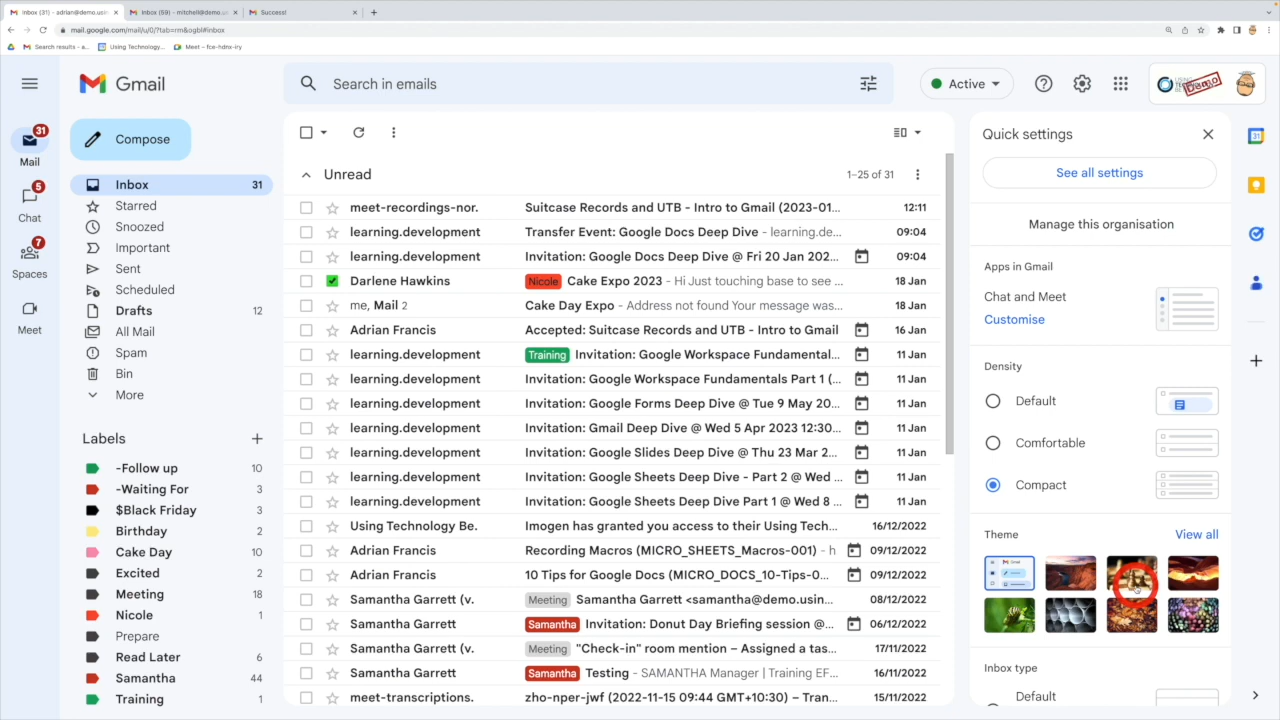 Inbox (31) - adrian@demo.usin
Inbox (59) - mitchell@demo.us
Success!
mail.google.com/mail/u/0/?tab=rm&ogbl#inbox
Search results - a...
Using Technology...
Meet – fce-hdnx-iry
Gmail
Search in emails
Active
Demo
31
Mail
5
Chat
7
Spaces
Meet
Compose
Inbox 31
Starred
Snoozed
Important
Sent
Scheduled
Drafts 12
All Mail
Spam
Bin
More
Labels
-Follow up 10
-Waiting For 3
$Black Friday 3
Birthday 2
Cake Day 10
Excited 2
Meeting 18
Nicole 1
Prepare
Read Later 6
Samantha 44
Training 1
Unread 1–25 of 31
meet-recordings-nor. Suitcase Records and UTB - Intro to Gmail (2023-01... 12:11
learning.development Transfer Event: Google Docs Deep Dive - learning.de... 09:04
learning.development Invitation: Google Docs Deep Dive @ Fri 20 Jan 202... 09:04
Darlene Hawkins Nicole Cake Expo 2023 - Hi Just touching base to see ... 18 Jan
me, Mail 2 Cake Day Expo - Address not found Your message was... 18 Jan
Adrian Francis Accepted: Suitcase Records and UTB - Intro to Gmail 16 Jan
learning.development Training Invitation: Google Workspace Fundamental... 11 Jan
learning.development Invitation: Google Workspace Fundamentals Part 1 (... 11 Jan
learning.development Invitation: Google Forms Deep Dive @ Tue 9 May 20... 11 Jan
learning.development Invitation: Gmail Deep Dive @ Wed 5 Apr 2023 12:30... 11 Jan
learning.development Invitation: Google Slides Deep Dive @ Thu 23 Mar 2... 11 Jan
learning.development Invitation: Google Sheets Deep Dive - Part 2 @ Wed ... 11 Jan
learning.development Invitation: Google Sheets Deep Dive Part 1 @ Wed 8 ... 11 Jan
Using Technology Be. Imogen has granted you access to their Using Tech... 16/12/2022
Adrian Francis Recording Macros (MICRO_SHEETS_Macros-001) - h 09/12/2022
Adrian Francis 10 Tips for Google Docs (MICRO_DOCS_10-Tips-0... 09/12/2022
Samantha Garrett (v. Meeting Samantha Garrett <samantha@demo.usin... 08/12/2022
Samantha Garrett Samantha Invitation: Donut Day Briefing session @... 06/12/2022
Samantha Garrett (v. Meeting "Check-in" room mention – Assigned a tas... 17/11/2022
Samantha Garrett Samantha Testing - SAMANTHA Manager | Training EF... 16/11/2022
meet-transcriptions. zho-nper-jwf (2022-11-15 09:44 GMT+10:30) – Tran... 15/11/2022
Quick settings
See all settings
Manage this organisation
Apps in Gmail
Chat and Meet
Customise
Density
Default
Comfortable
Compact
Theme View all
Gmail
Inbox type
Default
31